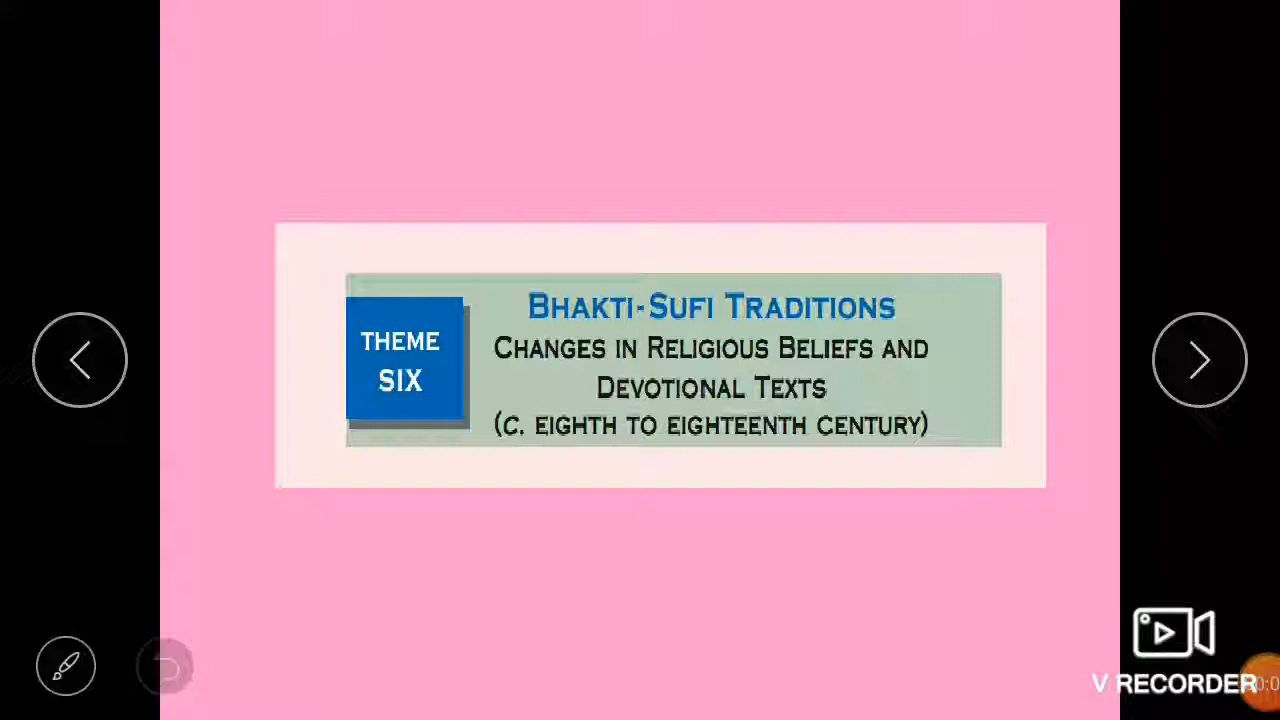 THEME
SIX
BHAKTI-SUFI TRADITIONS
CHANGES IN RELIGIOUS BELIEFS AND
DEVOTIONAL TEXTS
(C. EIGHTH TO EIGHTEENTH CENTURY)
V RECORDER